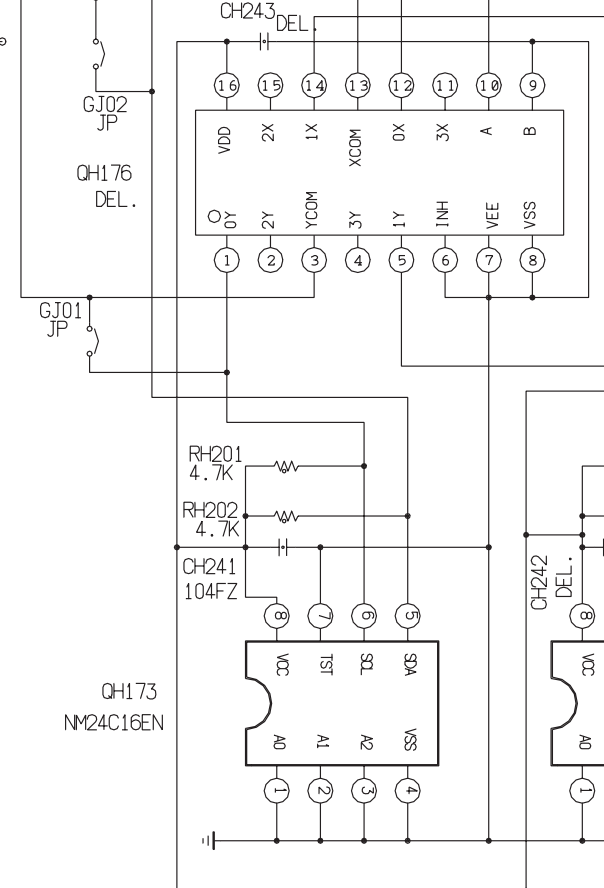 CH243
DEL.
16 15 14 13 12 11 10 9
GJ02
JP
VDD 2X 1X XCOM 0X 3X A B
QH176
DEL.
0Y 2Y YCOM 3Y 1Y INH VEE VSS
1 2 3 4 5 6 7 8
GJ01
JP
RH201
4.7K
RH202
4.7K
CH241
104FZ
CH242
DEL.
8 7 6 5 8
VCC TST SCL SDA VCC
QH173
NM24C16EN
A0 A1 A2 VSS A0
1 2 3 4 1